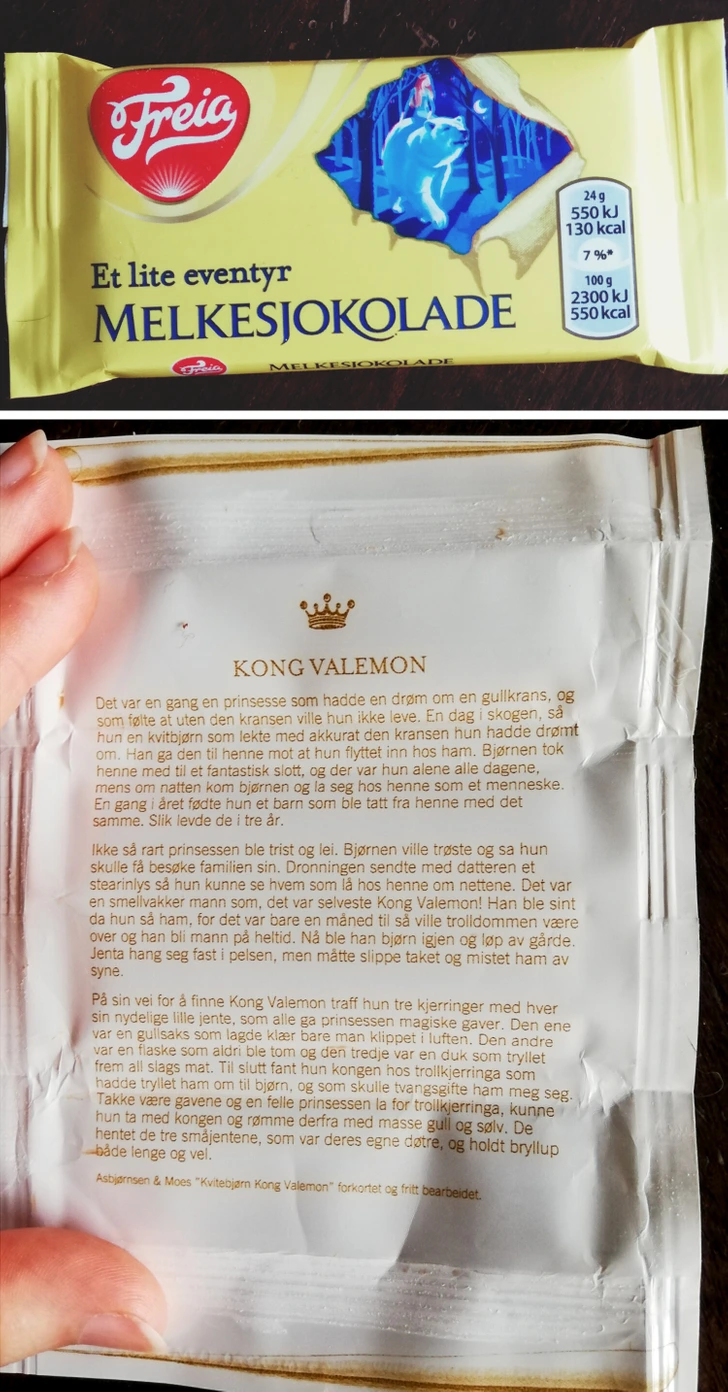 Freia
24 g
550 kJ
130 kcal
7 %*
100 g
2300 kJ
550 kcal
Et lite eventyr
MELKESJOKOLADE
Freia
MELKESJOKOLADE
KONG VALEMON
Det var en gang en prinsesse som hadde en drøm om en gullkrans, og
som følte at uten den kransen ville hun ikke leve. En dag i skogen, så
hun en kvitbjørn som lekte med akkurat den kransen hun hadde drømt
om. Han ga den til henne mot at hun flyttet inn hos ham. Bjørnen tok
henne med til et fantastisk slott, og der var hun alene alle dagene,
mens om natten kom bjørnen og la seg hos henne som et menneske.
En gang i året fødte hun et barn som ble tatt fra henne med det
samme. Slik levde de i tre år.
Ikke så rart prinsessen ble trist og lei. Bjørnen ville trøste og sa hun
skulle få besøke familien sin. Dronningen sendte med datteren et
stearinlys så hun kunne se hvem som lå hos henne om nettene. Det var
en smellvakker mann som, det var selveste Kong Valemon! Han ble sint
da hun så ham, for det var bare en måned til så ville trolldommen være
over og han bli mann på heltid. Nå ble han bjørn igjen og løp av gårde.
Jenta hang seg fast i pelsen, men måtte slippe taket og mistet ham av
syne.
På sin vei for å finne Kong Valemon traff hun tre kjerringer med hver
sin nydelige lille jente, som alle ga prinsessen magiske gaver. Den ene
var en gullsaks som lagde klær bare man klippet i luften. Den andre
var en flaske som aldri ble tom og den tredje var en duk som tryllet
frem all slags mat. Til slutt fant hun kongen hos trollkjerringa som
hadde tryllet ham om til bjørn, og som skulle tvangsgifte ham meg seg.
Takke være gavene og en felle prinsessen la for trollkjerringa, kunne
hun ta med kongen og rømme derfra med masse gull og sølv. De
hentet de tre småjentene, som var deres egne døtre, og holdt bryllup
både lenge og vel.
Asbjørnsen & Moes "Kvitebjørn Kong Valemon" forkortet og fritt bearbeidet.